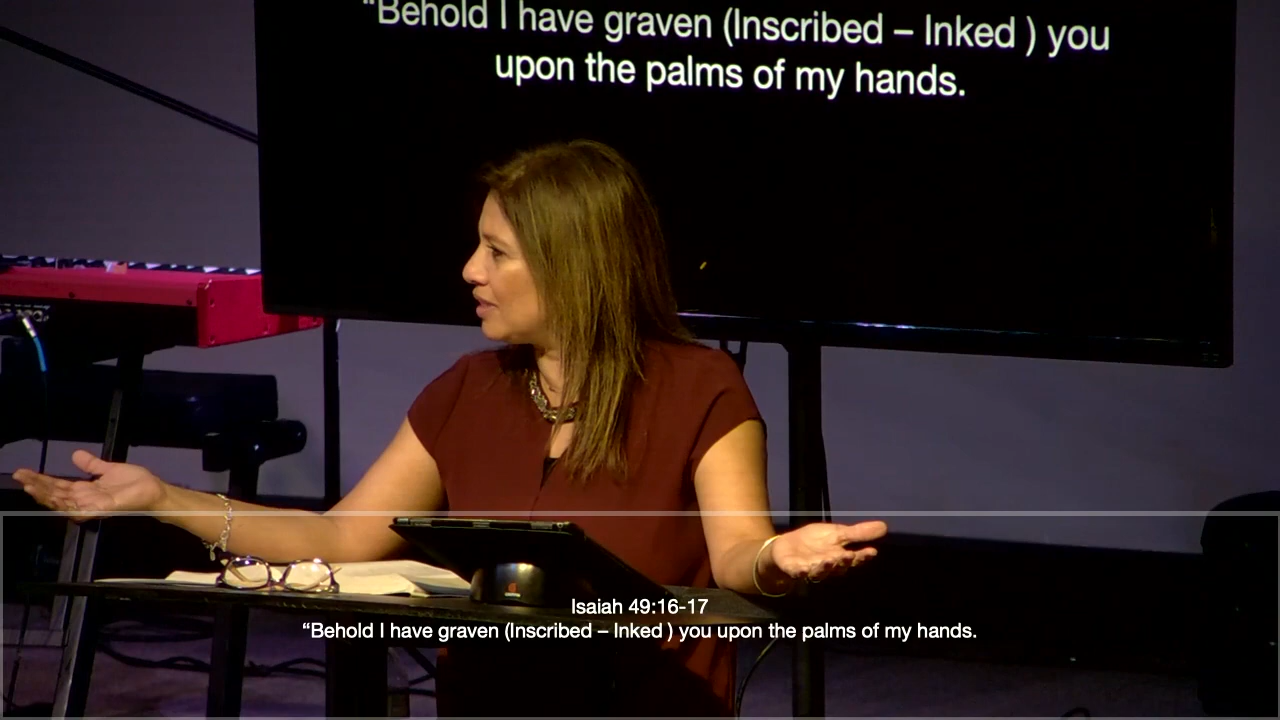 “Behold I have graven (Inscribed – Inked ) you
upon the palms of my hands.
Isaiah 49:16-17
“Behold I have graven (Inscribed – Inked ) you upon the palms of my hands.